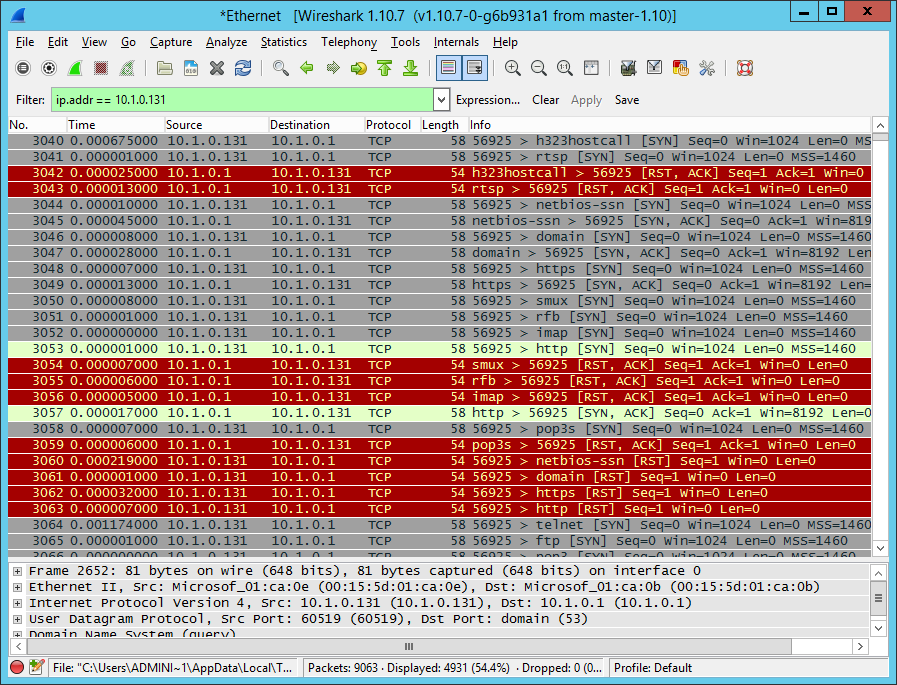 *Ethernet [Wireshark 1.10.7 (v1.10.7-0-g6b931a1 from master-1.10)]
File Edit View Go Capture Analyze Statistics Telephony Tools Internals Help
Filter: ip.addr == 10.1.0.131 Expression... Clear Apply Save
No. Time Source Destination Protocol Length Info
3040 0.000675000 10.1.0.131 10.1.0.1 TCP 58 56925 > h323hostcall [SYN] Seq=0 Win=1024 Len=0 MS
3041 0.000001000 10.1.0.131 10.1.0.1 TCP 58 56925 > rtsp [SYN] Seq=0 Win=1024 Len=0 MSS=1460
3042 0.000025000 10.1.0.1 10.1.0.131 TCP 54 h323hostcall > 56925 [RST, ACK] Seq=1 Ack=1 Win=0
3043 0.000013000 10.1.0.1 10.1.0.131 TCP 54 rtsp > 56925 [RST, ACK] Seq=1 Ack=1 Win=0 Len=0
3044 0.000010000 10.1.0.131 10.1.0.1 TCP 58 56925 > netbios-ssn [SYN] Seq=0 Win=1024 Len=0 MSS
3045 0.000045000 10.1.0.1 10.1.0.131 TCP 58 netbios-ssn > 56925 [SYN, ACK] Seq=0 Ack=1 Win=819
3046 0.000008000 10.1.0.131 10.1.0.1 TCP 58 56925 > domain [SYN] Seq=0 Win=1024 Len=0 MSS=1460
3047 0.000028000 10.1.0.1 10.1.0.131 TCP 58 domain > 56925 [SYN, ACK] Seq=0 Ack=1 Win=8192 Len
3048 0.000007000 10.1.0.131 10.1.0.1 TCP 58 56925 > https [SYN] Seq=0 Win=1024 Len=0 MSS=1460
3049 0.000013000 10.1.0.1 10.1.0.131 TCP 58 https > 56925 [SYN, ACK] Seq=0 Ack=1 Win=8192 Len=
3050 0.000008000 10.1.0.131 10.1.0.1 TCP 58 56925 > smux [SYN] Seq=0 Win=1024 Len=0 MSS=1460
3051 0.000001000 10.1.0.131 10.1.0.1 TCP 58 56925 > rfb [SYN] Seq=0 Win=1024 Len=0 MSS=1460
3052 0.000000000 10.1.0.131 10.1.0.1 TCP 58 56925 > imap [SYN] Seq=0 Win=1024 Len=0 MSS=1460
3053 0.000001000 10.1.0.131 10.1.0.1 TCP 58 56925 > http [SYN] Seq=0 Win=1024 Len=0 MSS=1460
3054 0.000007000 10.1.0.1 10.1.0.131 TCP 54 smux > 56925 [RST, ACK] Seq=1 Ack=1 Win=0 Len=0
3055 0.000006000 10.1.0.1 10.1.0.131 TCP 54 rfb > 56925 [RST, ACK] Seq=1 Ack=1 Win=0 Len=0
3056 0.000005000 10.1.0.1 10.1.0.131 TCP 54 imap > 56925 [RST, ACK] Seq=1 Ack=1 Win=0 Len=0
3057 0.000017000 10.1.0.1 10.1.0.131 TCP 58 http > 56925 [SYN, ACK] Seq=0 Ack=1 Win=8192 Len=0
3058 0.000007000 10.1.0.131 10.1.0.1 TCP 58 56925 > pop3s [SYN] Seq=0 Win=1024 Len=0 MSS=1460
3059 0.000006000 10.1.0.1 10.1.0.131 TCP 54 pop3s > 56925 [RST, ACK] Seq=1 Ack=1 Win=0 Len=0
3060 0.000219000 10.1.0.131 10.1.0.1 TCP 54 56925 > netbios-ssn [RST] Seq=1 Win=0 Len=0
3061 0.000001000 10.1.0.131 10.1.0.1 TCP 54 56925 > domain [RST] Seq=1 Win=0 Len=0
3062 0.000032000 10.1.0.131 10.1.0.1 TCP 54 56925 > https [RST] Seq=1 Win=0 Len=0
3063 0.000007000 10.1.0.131 10.1.0.1 TCP 54 56925 > http [RST] Seq=1 Win=0 Len=0
3064 0.001174000 10.1.0.131 10.1.0.1 TCP 58 56925 > telnet [SYN] Seq=0 Win=1024 Len=0 MSS=1460
3065 0.000001000 10.1.0.131 10.1.0.1 TCP 58 56925 > ftp [SYN] Seq=0 Win=1024 Len=0 MSS=1460
3066 0.000000000 10.1.0.131 10.1.0.1 TCP 58 56925 > pop3 [SYN] Seq=0 Win=1024 Len=0 MSS=1460
Frame 2652: 81 bytes on wire (648 bits), 81 bytes captured (648 bits) on interface 0
Ethernet II, Src: Microsof_01:ca:0e (00:15:5d:01:ca:0e), Dst: Microsof_01:ca:0b (00:15:5d:01:ca:0b)
Internet Protocol Version 4, Src: 10.1.0.131 (10.1.0.131), Dst: 10.1.0.1 (10.1.0.1)
User Datagram Protocol, Src Port: 60519 (60519), Dst Port: domain (53)
Domain Name System (query)
File: "C:\Users\ADMINI~1\AppData\Local\T... Packets: 9063 · Displayed: 4931 (54.4%) · Dropped: 0 (0... Profile: Default